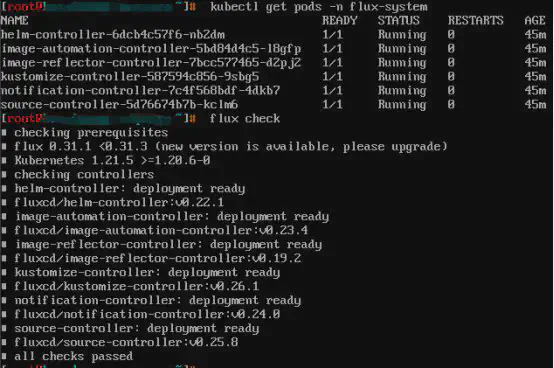 [root@ ]# kubectl get pods -n flux-system
NAME READY STATUS RESTARTS AGE
helm-controller-6dcb4c57f6-nb2dm 1/1 Running 0 45m
image-automation-controller-5bd84d4c5-l8gfp 1/1 Running 0 45m
image-reflector-controller-7bcc577465-d2pj2 1/1 Running 0 45m
kustomize-controller-587594c856-9sbg5 1/1 Running 0 45m
notification-controller-7c4f568bdf-4dkb7 1/1 Running 0 45m
source-controller-5d76674b7b-kclm6 1/1 Running 0 45m
[root@ ]# flux check
■ checking prerequisites
■ flux 0.31.1 <0.31.3 (new version is available, please upgrade)
■ Kubernetes 1.21.5 >=1.20.6-0
■ checking controllers
■ helm-controller: deployment ready
■ fluxcd/helm-controller:v0.22.1
■ image-automation-controller: deployment ready
■ fluxcd/image-automation-controller:v0.23.4
■ image-reflector-controller: deployment ready
■ fluxcd/image-reflector-controller:v0.19.2
■ kustomize-controller: deployment ready
■ fluxcd/kustomize-controller:v0.26.1
■ notification-controller: deployment ready
■ fluxcd/notification-controller:v0.24.0
■ source-controller: deployment ready
■ fluxcd/source-controller:v0.25.8
■ all checks passed
[root@ ]#